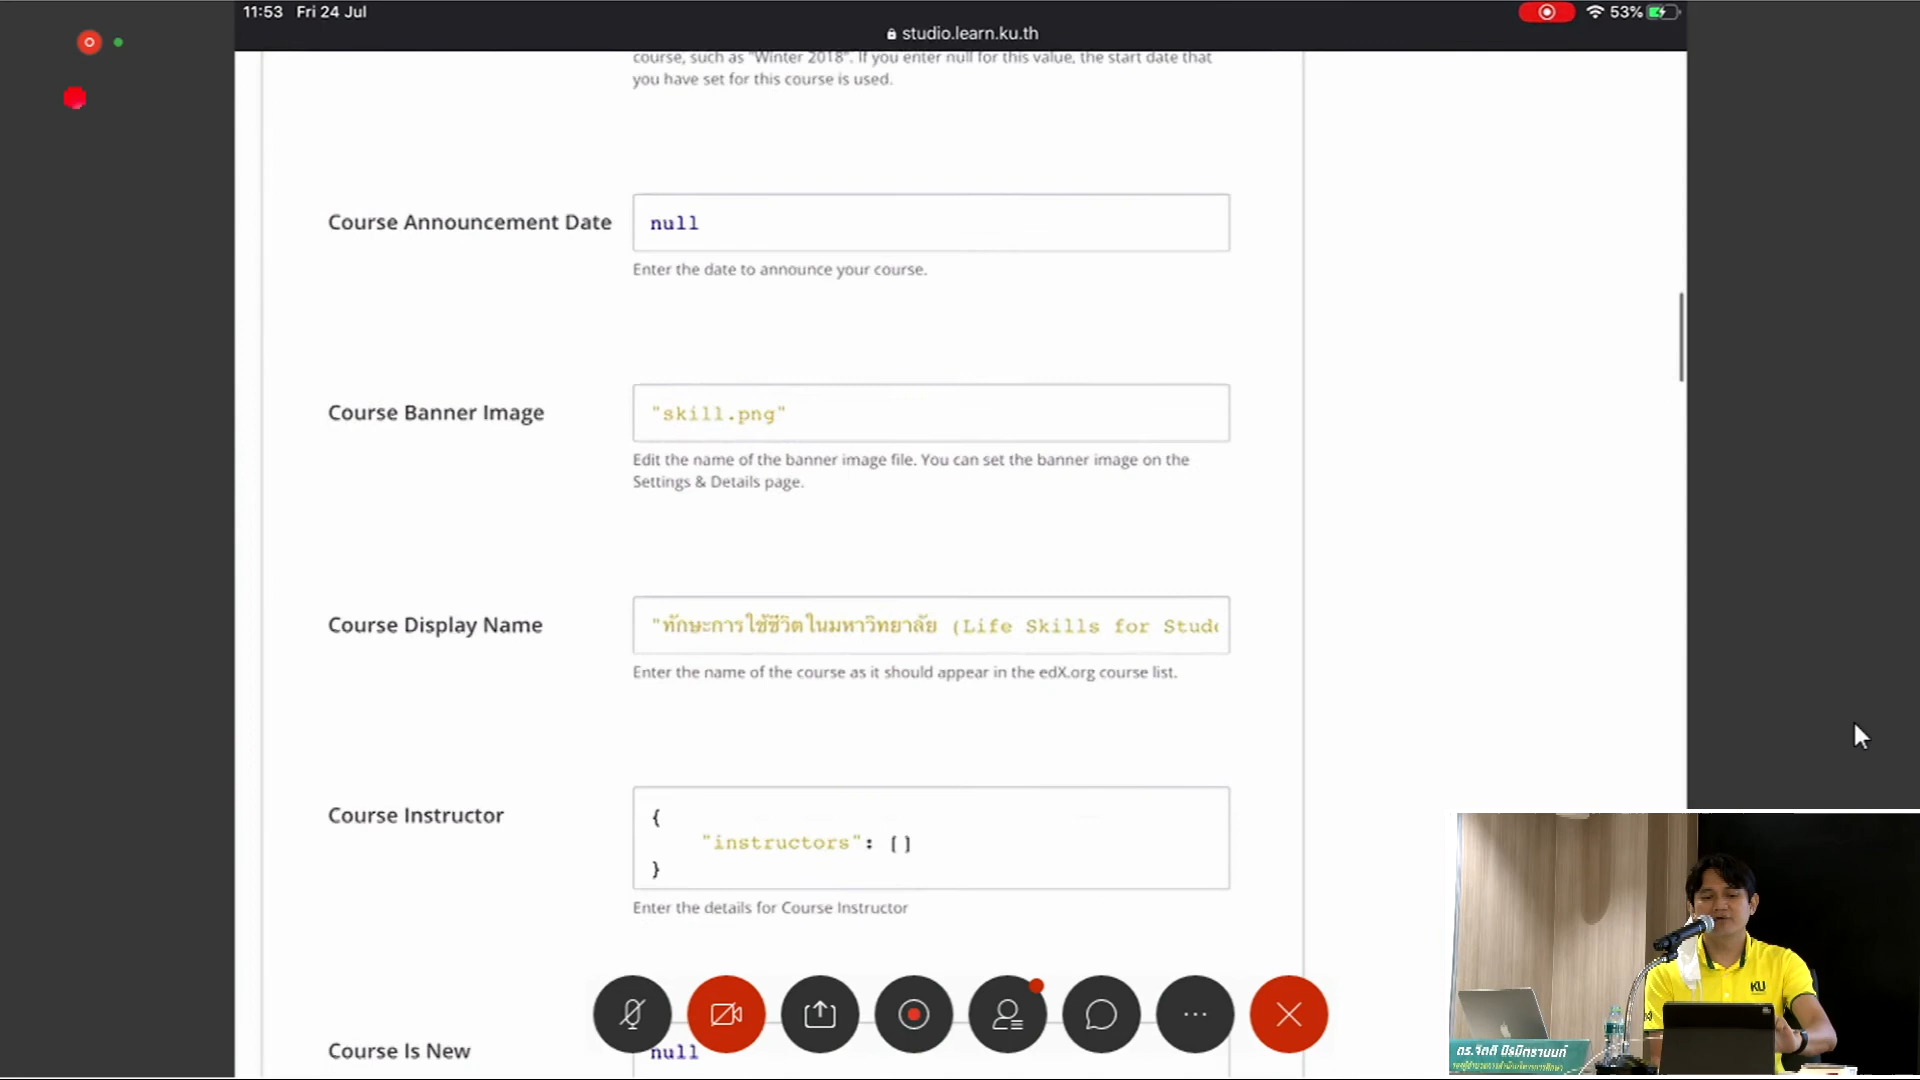 11:53 Fri 24 Jul
53%
studio.learn.ku.th
course, such as "Winter 2018". If you enter null for this value, the start date that
you have set for this course is used.
Course Announcement Date
null
Enter the date to announce your course.
Course Banner Image
"skill.png"
Edit the name of the banner image file. You can set the banner image on the
Settings & Details page.
Course Display Name
"ทักษะการใช้ชีวิตในมหาวิทยาลัย (Life Skills for Stude
Enter the name of the course as it should appear in the edX.org course list.
Course Instructor
{
"instructors": []
}
Enter the details for Course Instructor
Course Is New
null
KU